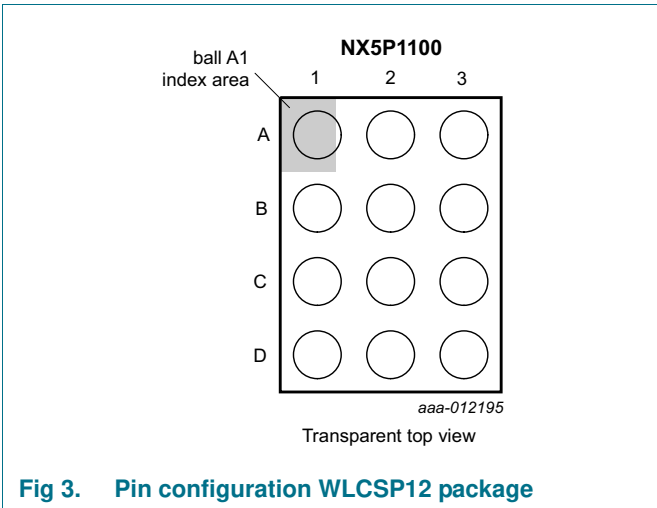 NX5P1100
ball A1
index area
1 2 3
A
B
C
D
aaa-012195
Transparent top view
Fig 3. Pin configuration WLCSP12 package